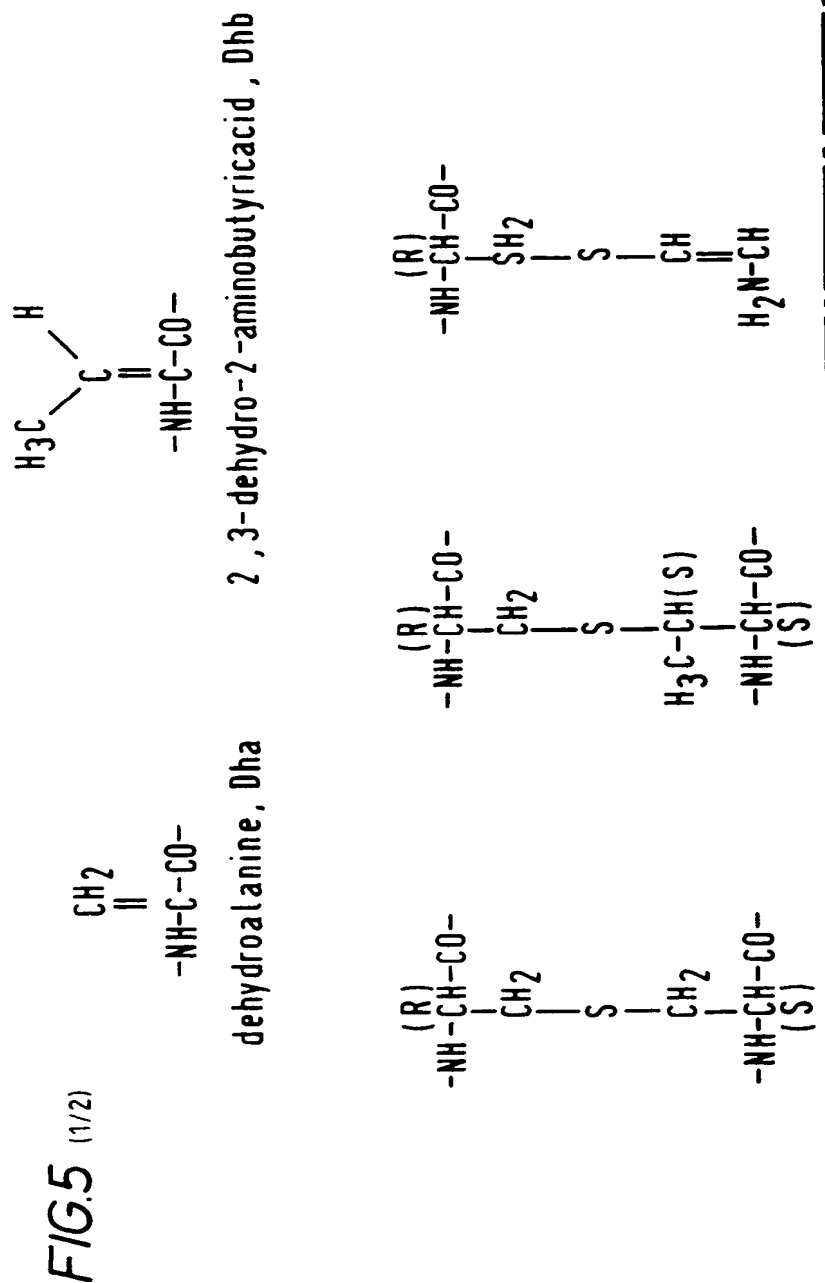 FIG.5 (1/2)
CH2
-NH-C-CO-
dehydroalanine, Dha
H3C H
C
-NH-C-CO-
2,3-dehydro-2-aminobutyricacid, Dhb
(R)
-NH-CH-CO-
CH2
S
CH2
-NH-CH-CO-
(S)
(R)
-NH-CH-CO-
CH2
S
H3C-CH(S)
-NH-CH-CO-
(S)
(R)
-NH-CH-CO-
SH2
S
CH
H2N-CH